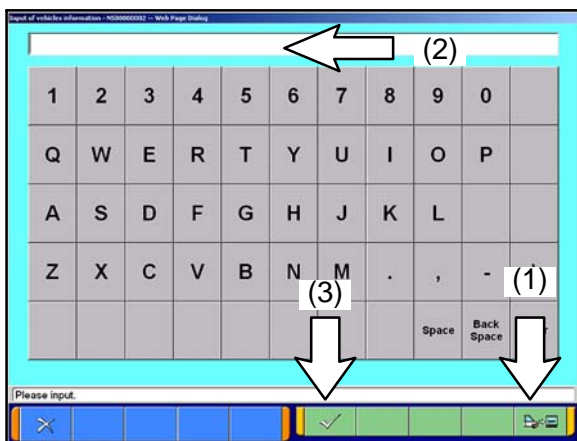 Input of vehicles information - NS00000002 -- Web Page Dialog
(2)
1 2 3 4 5 6 7 8 9 0
Q W E R T Y U I O P
A S D F G H J K L
Z X C V B N M . , -
(3) (1)
Space Back Space
Please input.